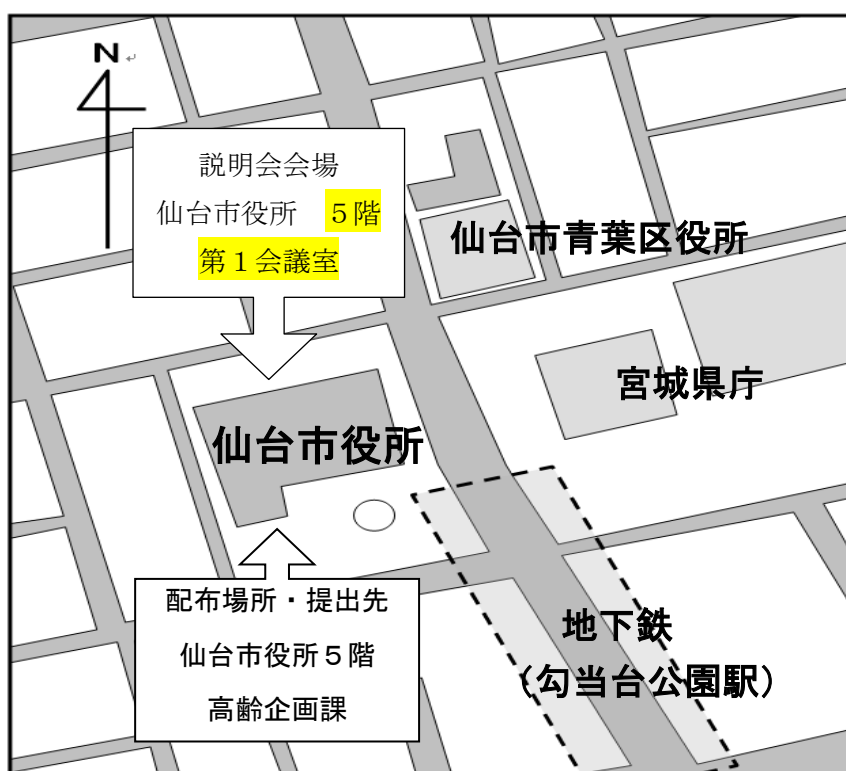 N
説明会会場
仙台市役所　５階
第１会議室
仙台市青葉区役所
宮城県庁
仙台市役所
配布場所・提出先
仙台市役所５階
高齢企画課
地下鉄
（勾当台公園駅）